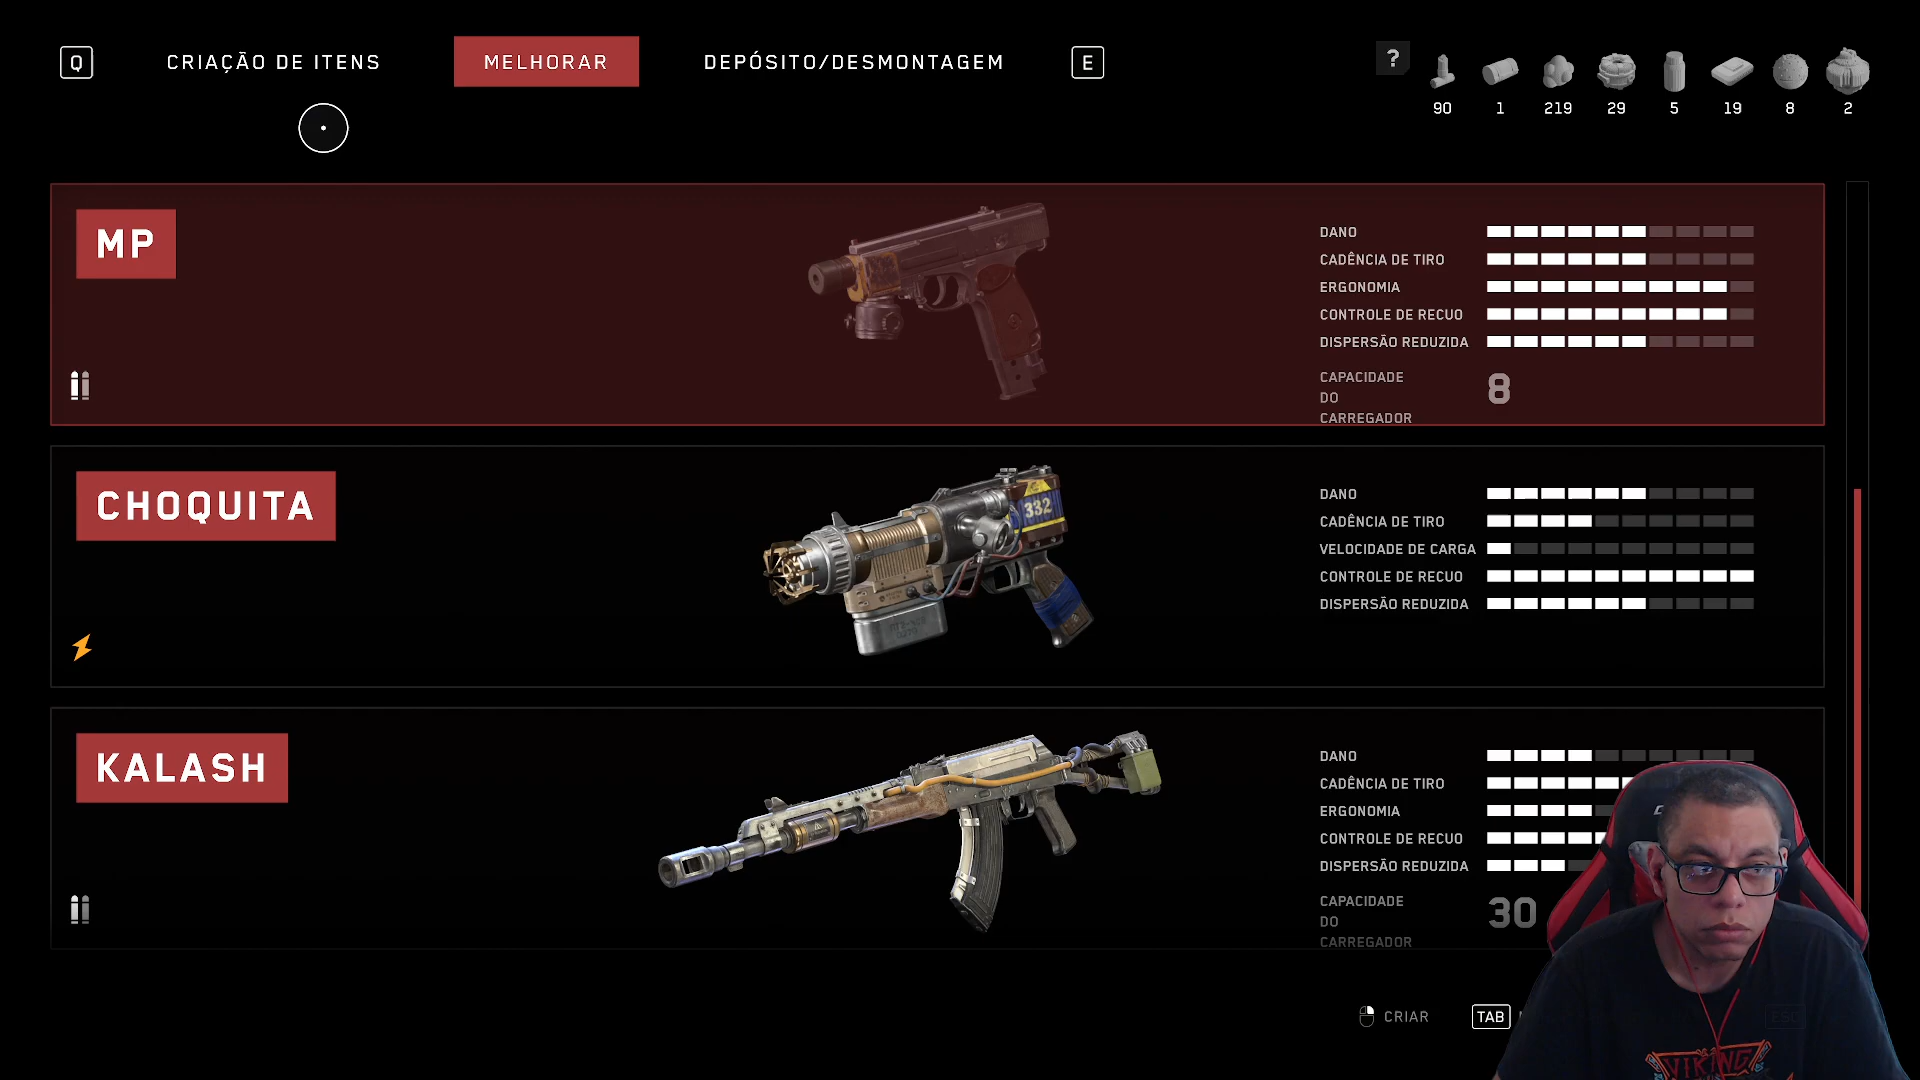 Q
CRIAÇÃO DE ITENS
MELHORAR
DEPÓSITO/DESMONTAGEM
E
?
90
1
219
29
5
19
8
2
MP
DANO
CADÊNCIA DE TIRO
ERGONOMIA
CONTROLE DE RECUO
DISPERSÃO REDUZIDA
CAPACIDADE
DO
CARREGADOR
8
CHOQUITA
332
DANO
CADÊNCIA DE TIRO
VELOCIDADE DE CARGA
CONTROLE DE RECUO
DISPERSÃO REDUZIDA
KALASH
DANO
CADÊNCIA DE TIRO
ERGONOMIA
CONTROLE DE RECUO
DISPERSÃO REDUZIDA
CAPACIDADE
DO
CARREGADOR
30
CRIAR
TAB
ESC
VIKING